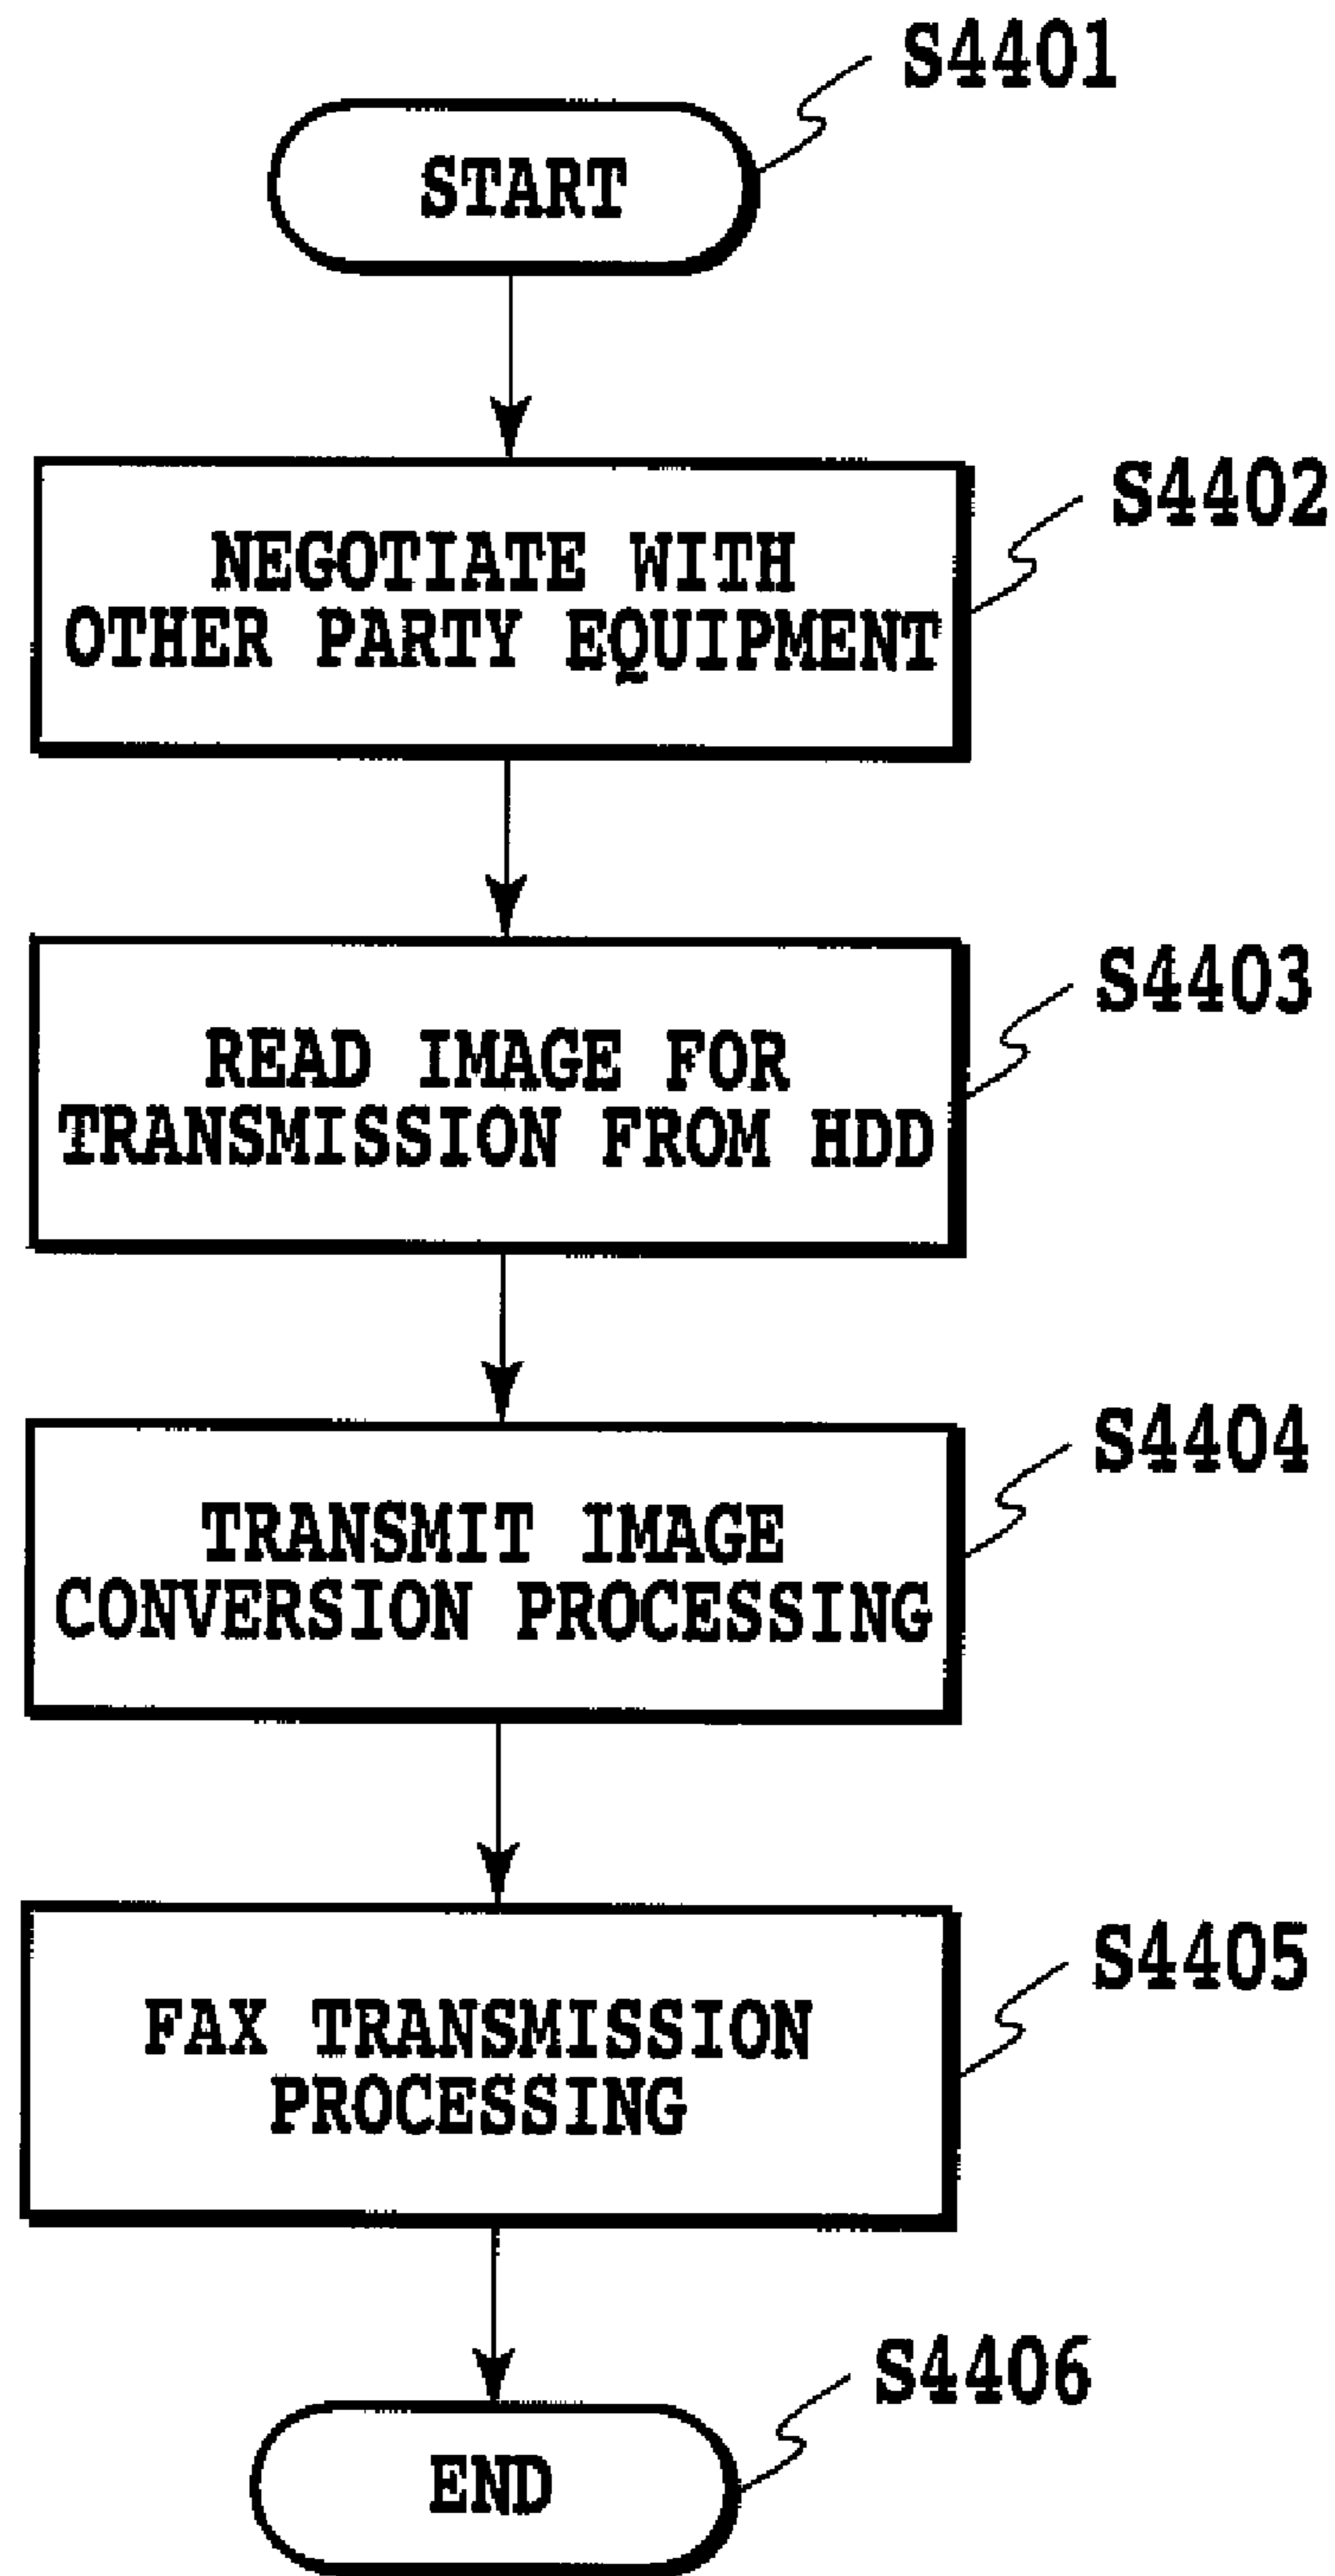 S4401
START
S4402
NEGOTIATE WITH
OTHER PARTY EQUIPMENT
S4403
READ IMAGE FOR
TRANSMISSION FROM HDD
S4404
TRANSMIT IMAGE
CONVERSION PROCESSING
S4405
FAX TRANSMISSION
PROCESSING
S4406
END